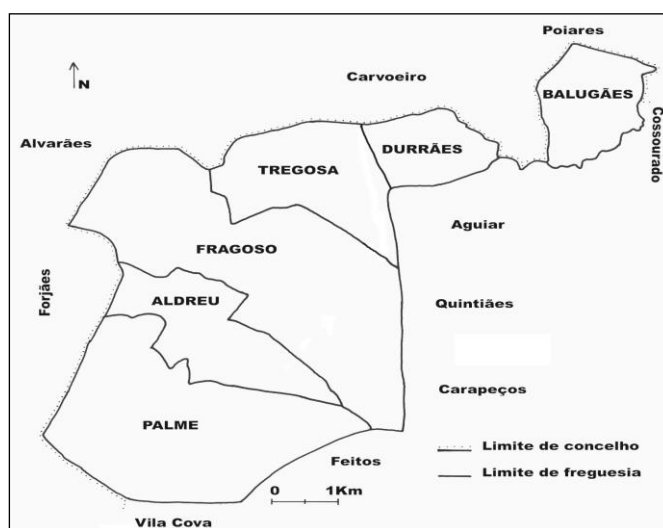 Poiares
Carvoeiro
BALUGÃES
Cossourado
N
Alvarães
DURRÃES
TREGOSA
Aguiar
FRAGOSO
Forjães
ALDREU
Quintiães
Carapeços
PALME
Limite de concelho
Feitos
Limite de freguesia
0 1Km
Vila Cova